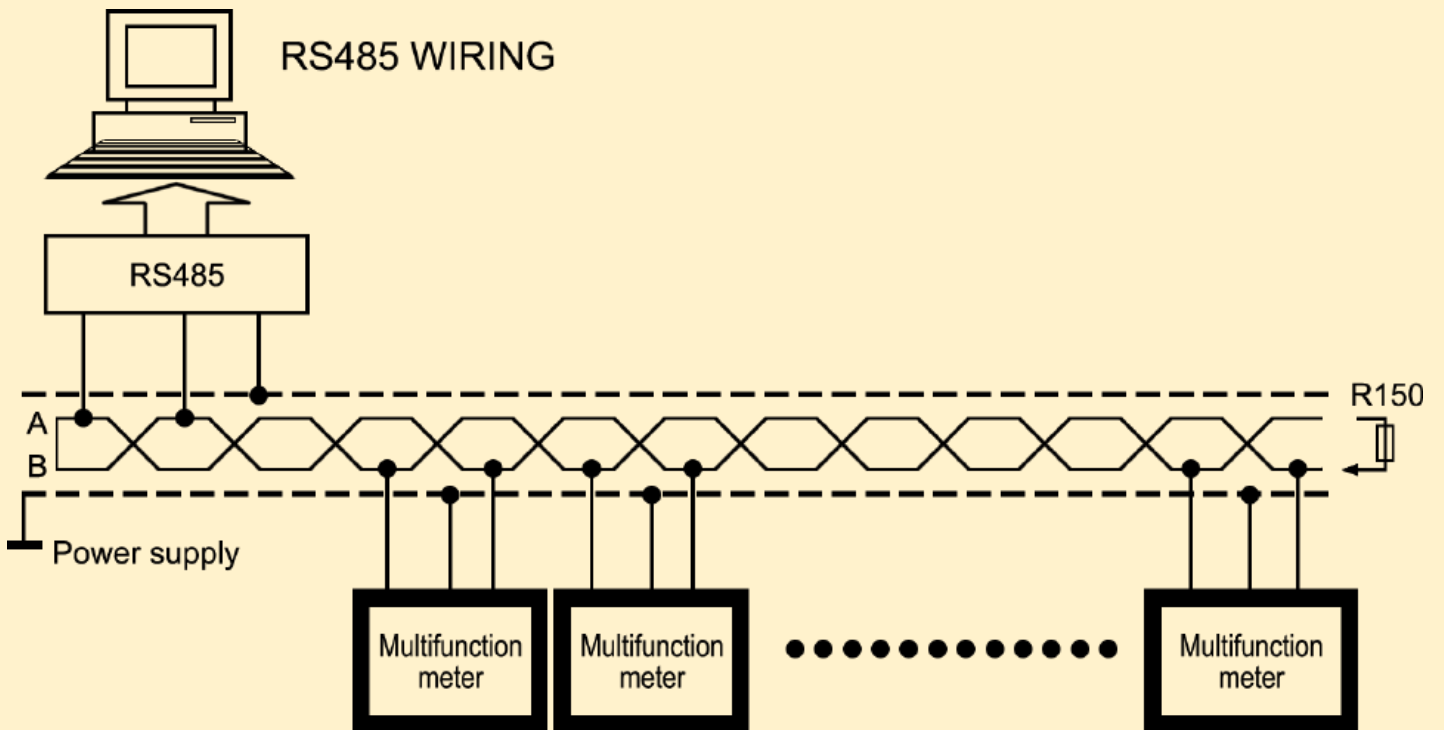 RS485 WIRING
RS485
R150
A
B
Power supply
Multifunction
meter
Multifunction
meter
Multifunction
meter